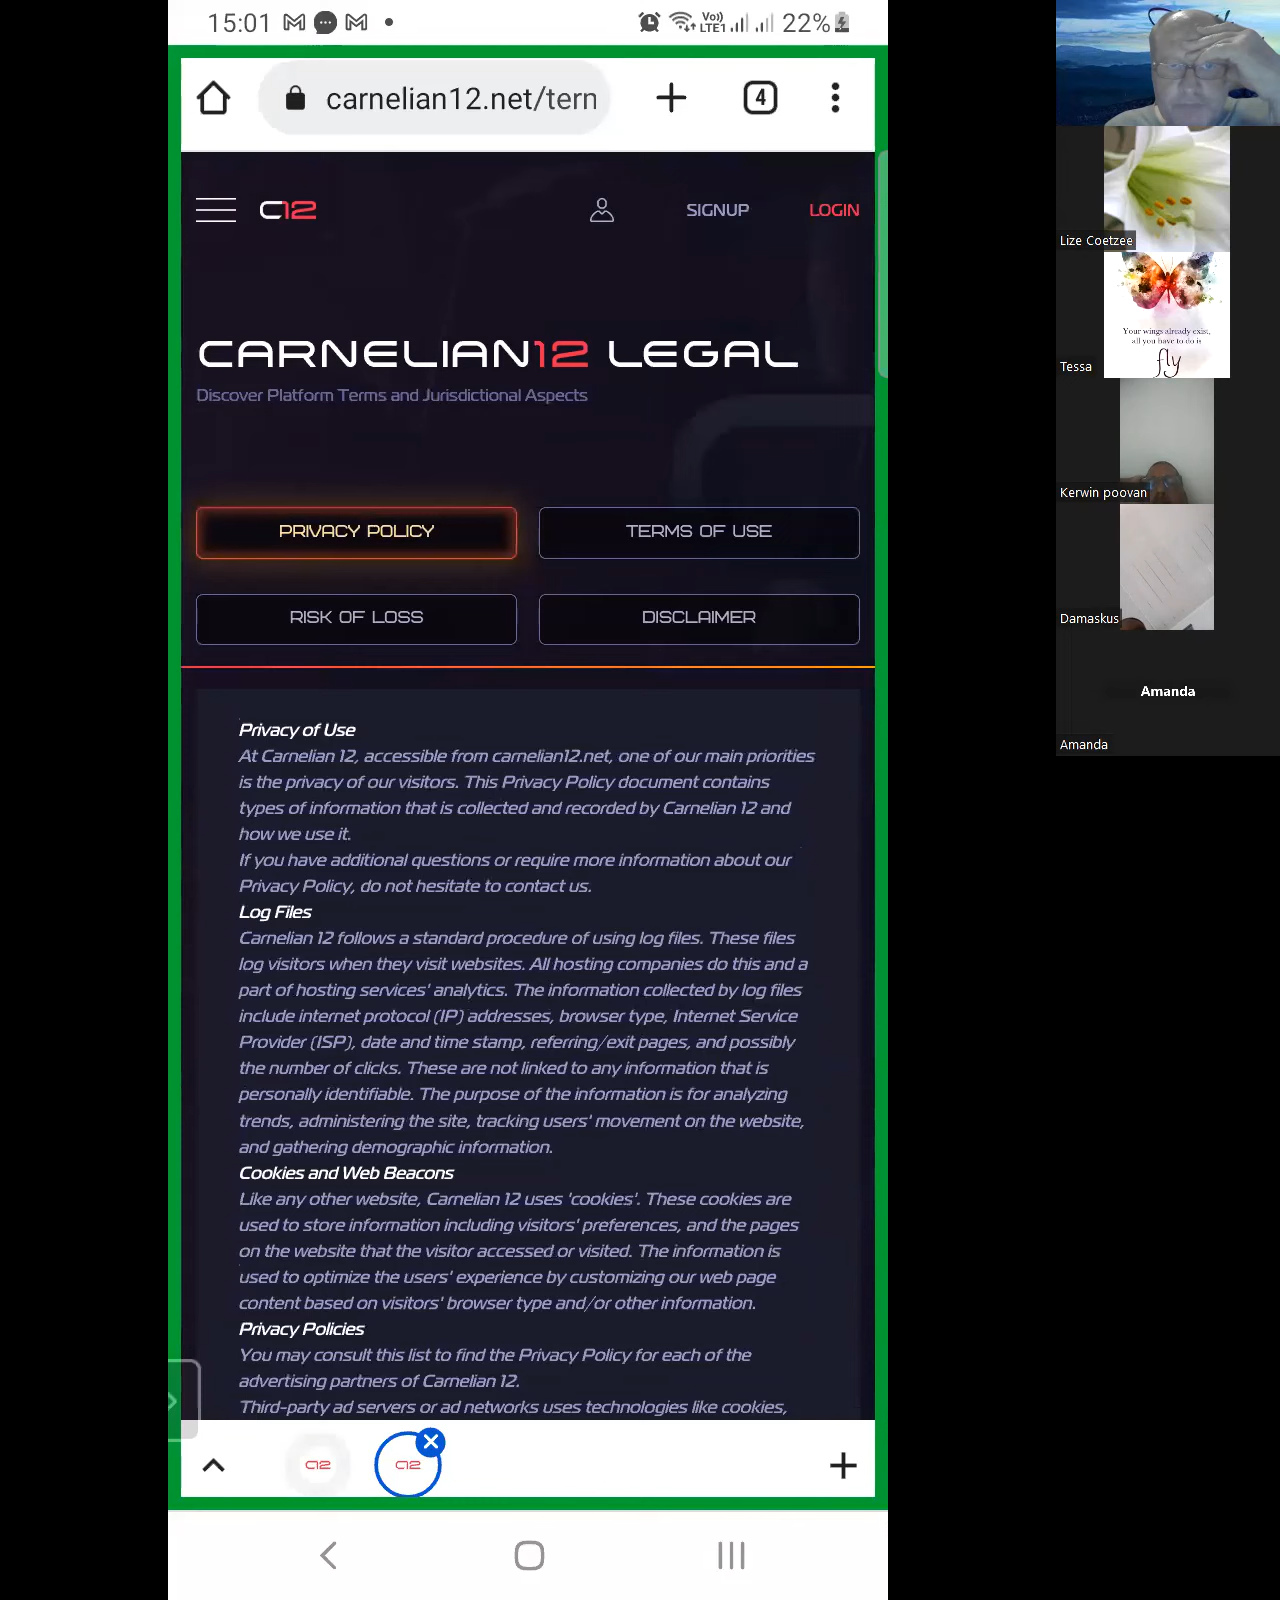 15:01
Vo)) LTE1
22%
carnelian12.net/tern
4
C12
SIGNUP
LOGIN
CARNELIAN12 LEGAL
Discover Platform Terms and Jurisdictional Aspects
PRIVACY POLICY
TERMS OF USE
RISK OF LOSS
DISCLAIMER
Privacy of Use
At Carnelian 12, accessible from carnelian12.net, one of our main priorities
is the privacy of our visitors. This Privacy Policy document contains
types of information that is collected and recorded by Carnelian 12 and
how we use it.
If you have additional questions or require more information about our
Privacy Policy, do not hesitate to contact us.
Log Files
Carnelian 12 follows a standard procedure of using log files. These files
log visitors when they visit websites. All hosting companies do this and a
part of hosting services' analytics. The information collected by log files
include internet protocol (IP) addresses, browser type, Internet Service
Provider (ISP), date and time stamp, referring/exit pages, and possibly
the number of clicks. These are not linked to any information that is
personally identifiable. The purpose of the information is for analyzing
trends, administering the site, tracking users' movement on the website,
and gathering demographic information.
Cookies and Web Beacons
Like any other website, Carnelian 12 uses 'cookies'. These cookies are
used to store information including visitors' preferences, and the pages
on the website that the visitor accessed or visited. The information is
used to optimize the users' experience by customizing our web page
content based on visitors' browser type and/or other information.
Privacy Policies
You may consult this list to find the Privacy Policy for each of the
advertising partners of Carnelian 12.
Third-party ad servers or ad networks uses technologies like cookies,
C12
C12
Lize Coetzee
Your wings already exist,
all you have to do is
fly
Tessa
Kerwin poovan
Damaskus
Amanda
Amanda